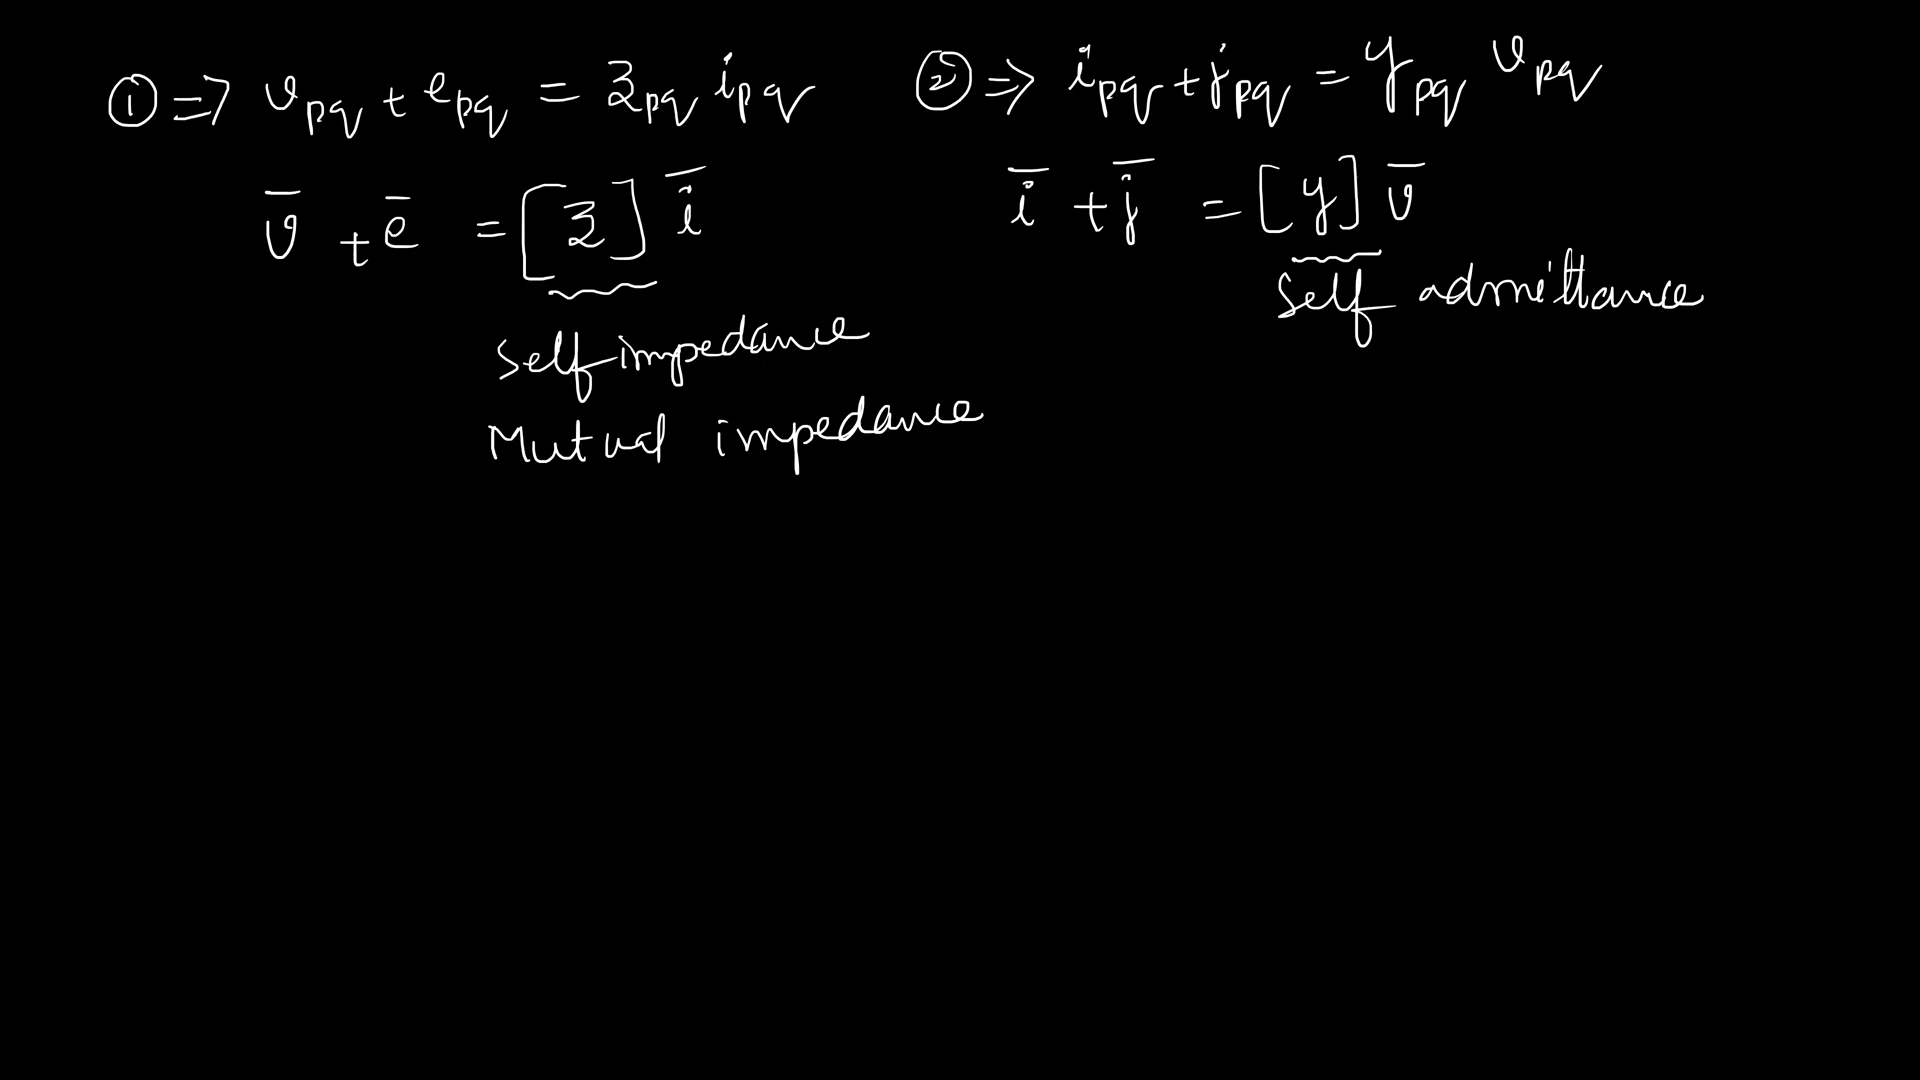 ① ⇒ v_pq + e_pq = z_pq i_pq
v̅ + e̅ = [z] i̅
Self impedance
Mutual impedance
② ⇒ i_pq + j_pq = y_pq v_pq
i̅ + j̅ = [y] v̅
Self admittance